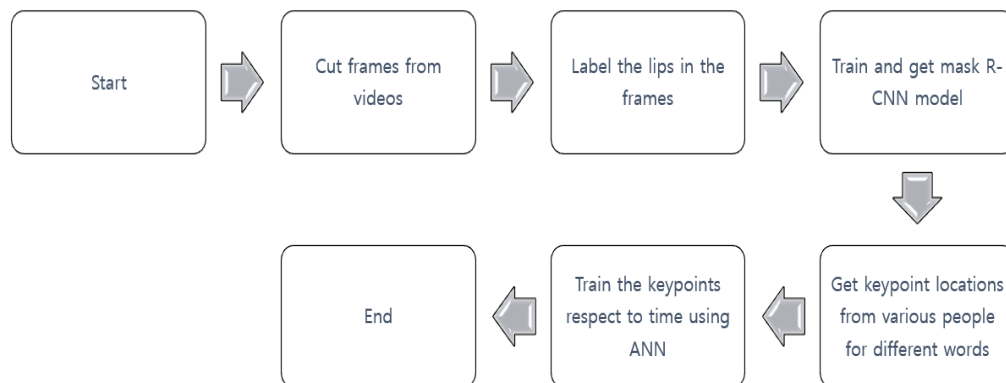 Start
Cut frames from
videos
Label the lips in the
frames
Train and get mask R-
CNN model
Get keypoint locations
from various people
for different words
Train the keypoints
respect to time using
ANN
End